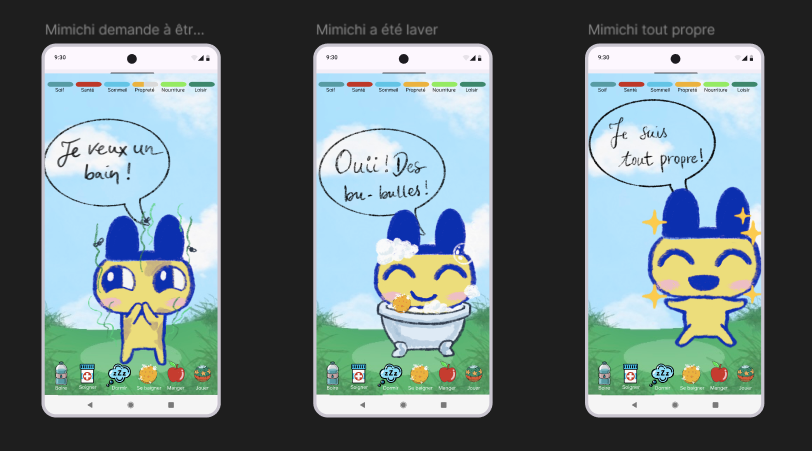 Mimichi demande à êtr...
9:30
Soif Santé Sommeil Propreté Nourriture Loisir
Je veux un
bain !
Boire Soigner Dormir Se baigner Manger Jouer
Mimichi a été laver
9:30
Soif Santé Sommeil Propreté Nourriture Loisir
Ouii ! Des
bu-bulles !
Boire Soigner Dormir Se baigner Manger Jouer
Mimichi tout propre
9:30
Soif Santé Sommeil Propreté Nourriture Loisir
Je suis
tout propre !
Boire Soigner Dormir Se baigner Manger Jouer